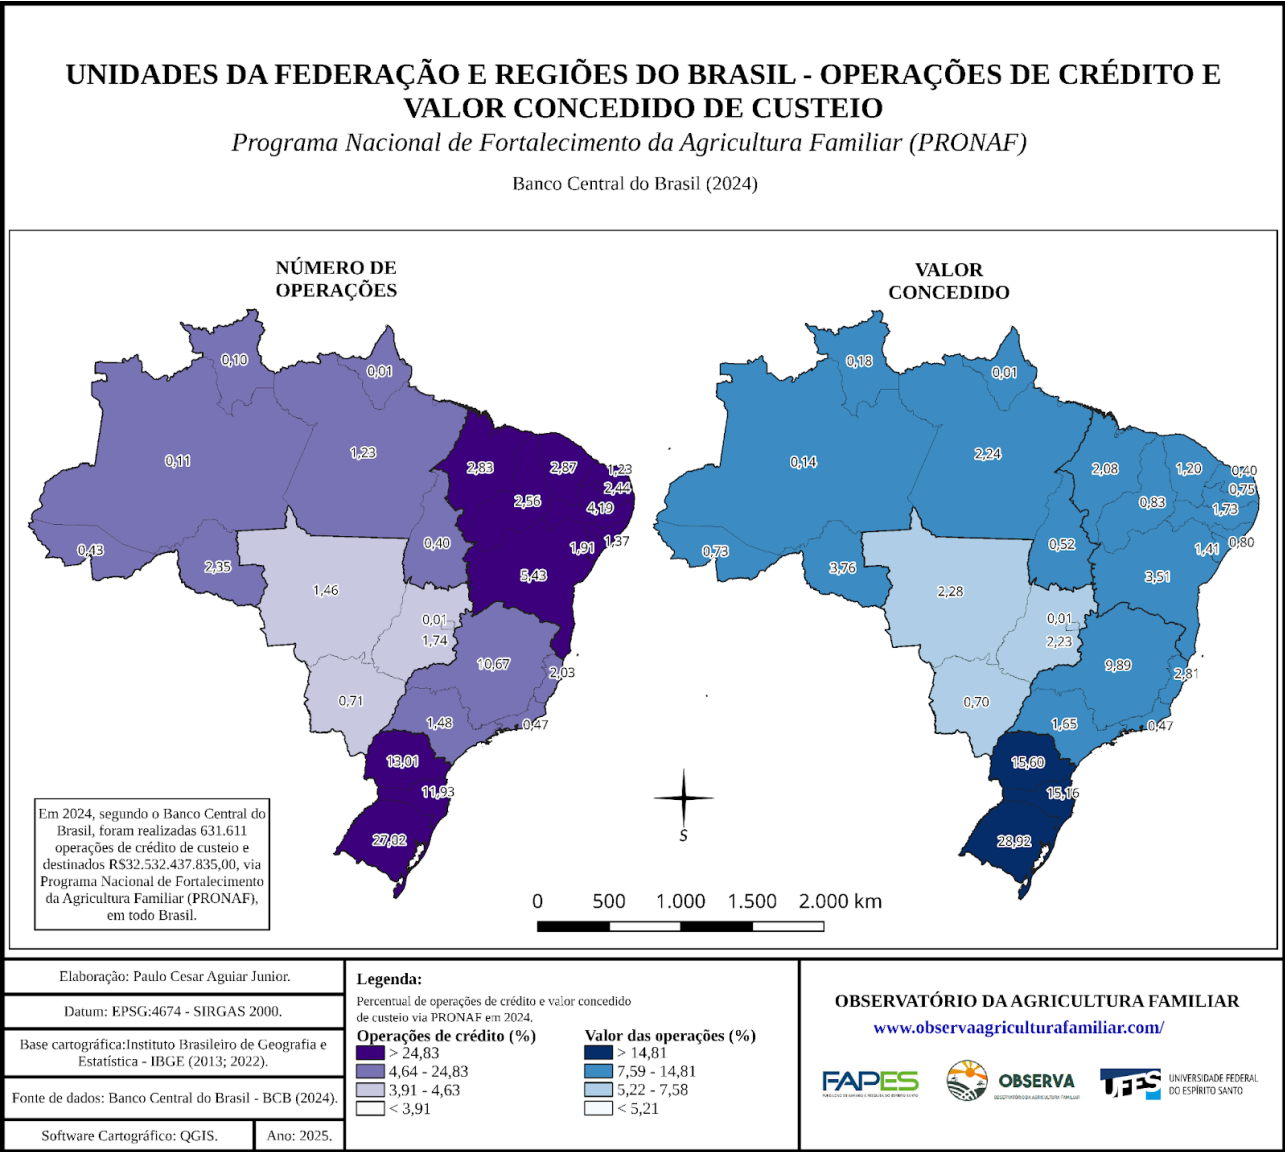 UNIDADES DA FEDERAÇÃO E REGIÕES DO BRASIL - OPERAÇÕES DE CRÉDITO E
VALOR CONCEDIDO DE CUSTEIO
Programa Nacional de Fortalecimento da Agricultura Familiar (PRONAF)
Banco Central do Brasil (2024)
NÚMERO DE
OPERAÇÕES
0,10
0,01
0,11
1,23
2,83
2,87
1,23
2,44
2,56
4,19
0,43
2,35
0,40
1,91
1,37
5,43
1,46
0,01
1,74
10,67
2,03
0,71
1,48
0,47
13,01
11,93
27,02
VALOR
CONCEDIDO
0,18
0,01
0,14
2,24
2,08
1,20
0,40
0,75
0,83
1,73
0,73
3,76
0,52
1,41
0,80
3,51
2,28
0,01
2,23
9,89
2,81
0,70
1,65
0,47
15,60
15,16
28,92
Em 2024, segundo o Banco Central do
Brasil, foram realizadas 631.611
operações de crédito de custeio e
destinados R$32.532.437.835,00, via
Programa Nacional de Fortalecimento
da Agricultura Familiar (PRONAF),
em todo Brasil.
S
0 500 1.000 1.500 2.000 km
Elaboração: Paulo Cesar Aguiar Junior.
Datum: EPSG:4674 - SIRGAS 2000.
Base cartográfica:Instituto Brasileiro de Geografia e
Estatística - IBGE (2013; 2022).
Fonte de dados: Banco Central do Brasil - BCB (2024).
Software Cartográfico: QGIS.
Ano: 2025.
Legenda:
Percentual de operações de crédito e valor concedido
de custeio via PRONAF em 2024.
Operações de crédito (%)
> 24,83
4,64 - 24,83
3,91 - 4,63
< 3,91
Valor das operações (%)
> 14,81
7,59 - 14,81
5,22 - 7,58
< 5,21
OBSERVATÓRIO DA AGRICULTURA FAMILIAR
www.observaagriculturafamiliar.com/
FAPES
OBSERVA
OBSERVATÓRIO DA AGRICULTURA FAMILIAR
UFES
UNIVERSIDADE FEDERAL
DO ESPÍRITO SANTO